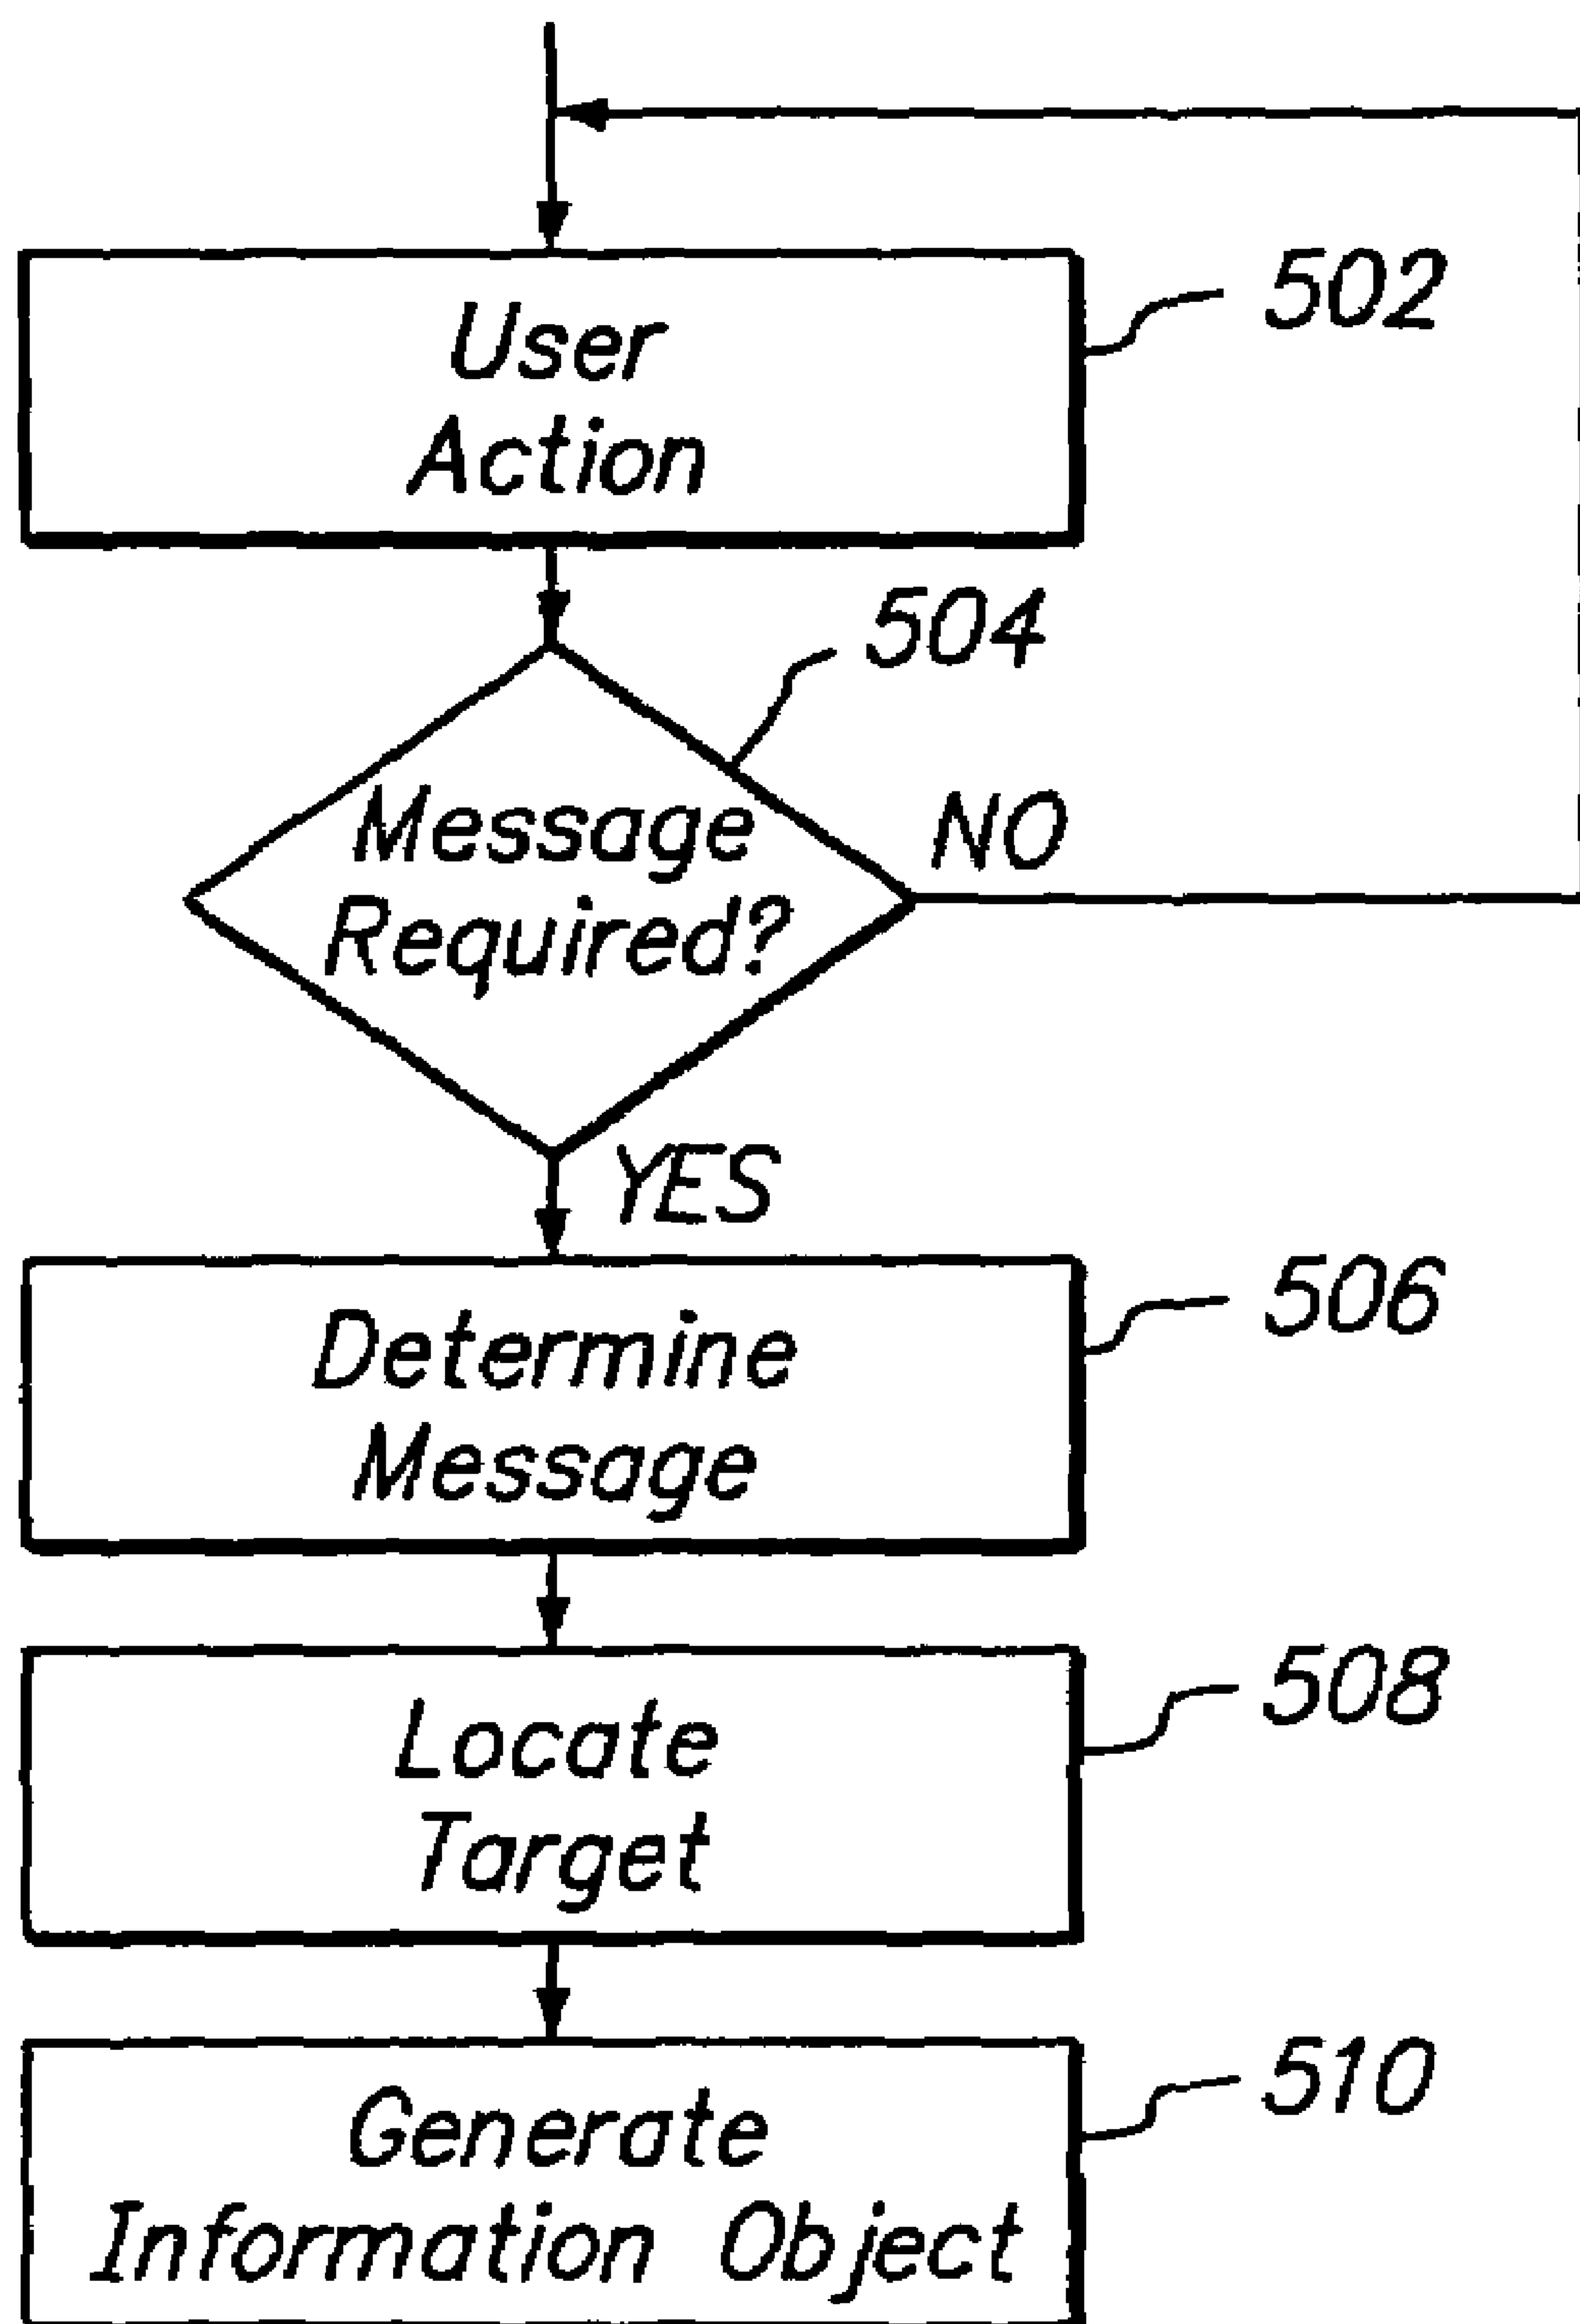 User
Action
502
504
Message
Required?
NO
YES
Determine
Message
506
Locate
Target
508
Generate
Information Object
510